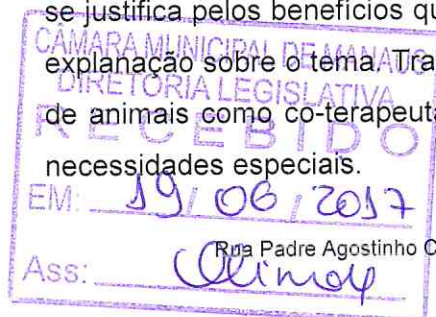 se justifica pelos benefícios qu
CÂMARA MUNICIPAL DE MANAUS
explanação sobre o tema. Tra
DIRETORIA LEGISLATIVA
de animais como co-terapeuta
RECEBIDO
necessidades especiais.
EM: 19/06/2017
Rua Padre Agostinho C
Ass: